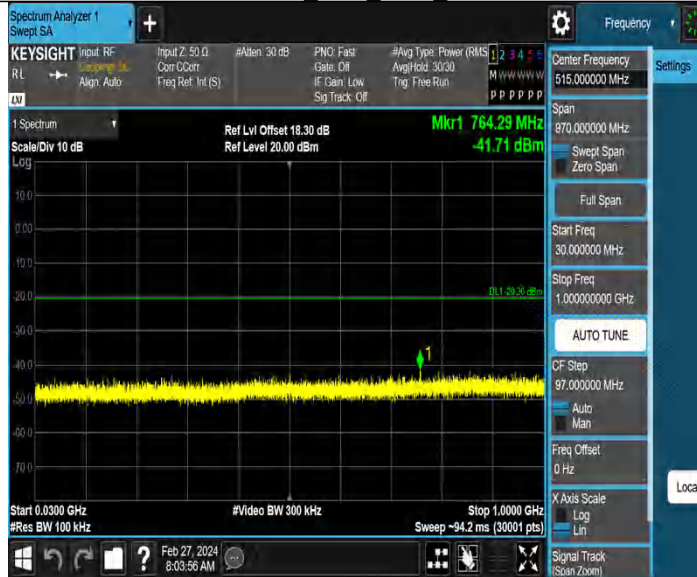 Spectrum Analyzer 1
Swept SA
+
Frequency
KEYSIGHT
RL
LXI
Input: RF
Align: Auto
Input Z: 50 Ω
Corr CCorr
Freq Ref: Int (S)
#Atten: 30 dB
PNO: Fast
Gate: Off
IF Gain: Low
Sig Track: Off
#Avg Type: Power (RMS
Avg|Hold: 30/30
Trig: Free Run
1 2 3 4 5 6
M W W W W W
P P P P P P
Center Frequency
515.000000 MHz
Settings
Span
970.000000 MHz
Swept Span
Zero Span
Full Span
Start Freq
30.000000 MHz
Stop Freq
1.000000000 GHz
AUTO TUNE
CF Step
97.000000 MHz
Auto
Man
Freq Offset
0 Hz
X Axis Scale
Log
Lin
Signal Track
(Span Zoom)
Loca
1 Spectrum
Scale/Div 10 dB
Ref Lvl Offset 18.30 dB
Ref Level 20.00 dBm
Mkr1 764.29 MHz
-41.71 dBm
Log
10.0
0.00
-10.0
-20.0
-30.0
-40.0
-50.0
-60.0
-70.0
DL1 -20.30 dBm
1
Start 0.0300 GHz
#Res BW 100 kHz
#Video BW 300 kHz
Stop 1.0000 GHz
Sweep ~94.2 ms (30001 pts)
?
Feb 27, 2024
8:03:56 AM